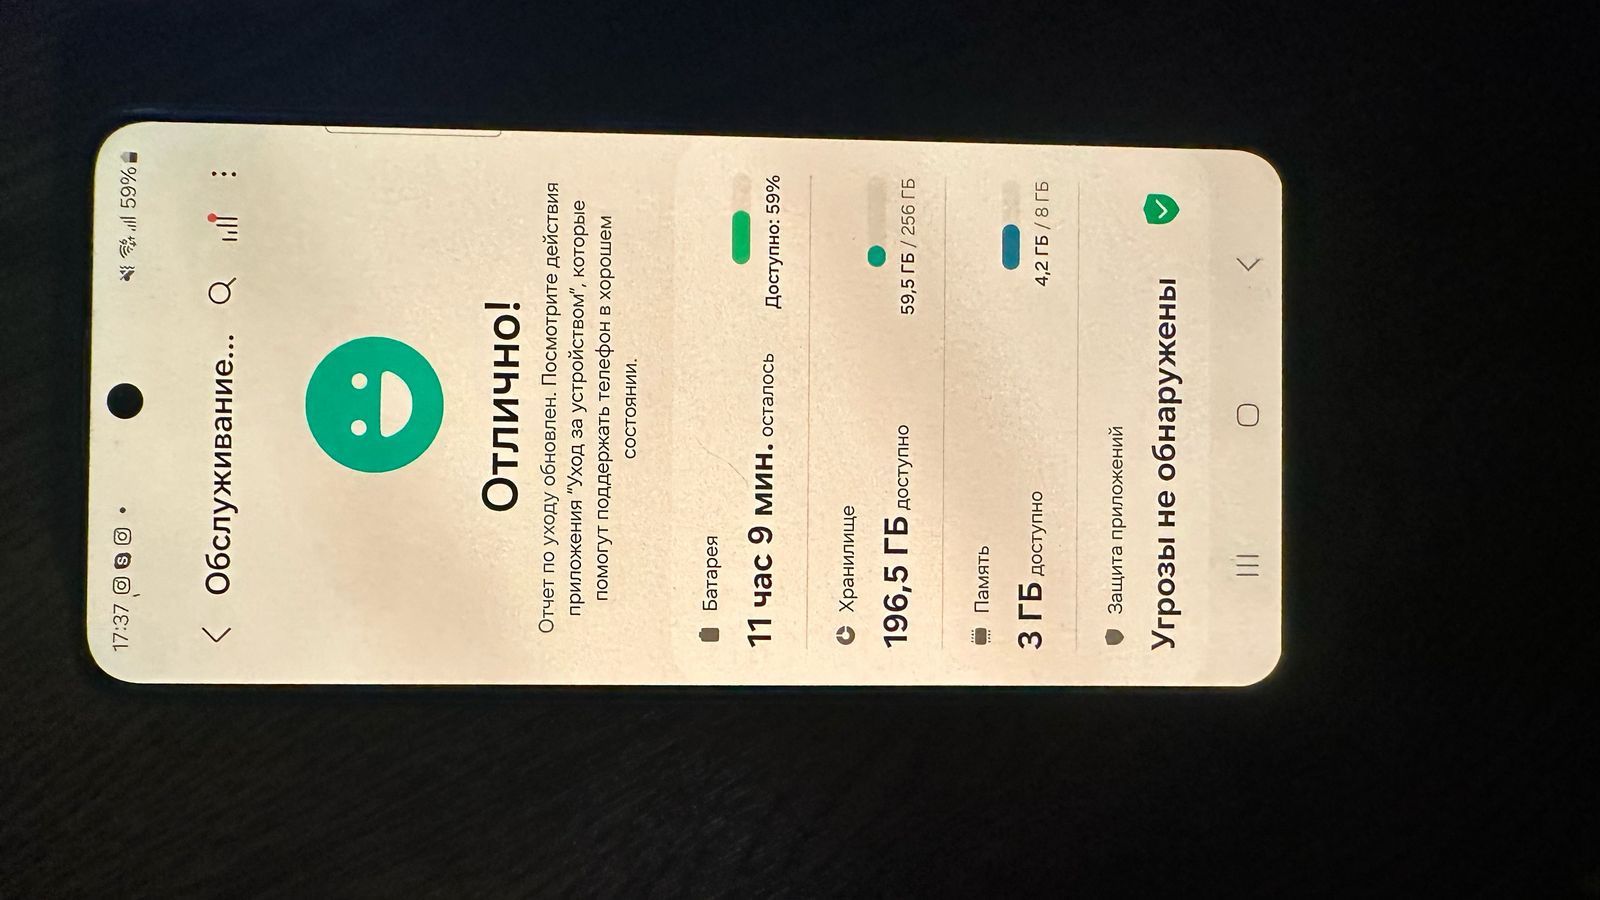 17:37
59%
Обслуживание...
Отлично!
Отчет по уходу обновлен. Посмотрите действия
приложения "Уход за устройством", которые
помогут поддержать телефон в хорошем
состоянии.
Батарея
11 час 9 мин. осталось
Доступно: 59%
Хранилище
196,5 ГБ доступно
59,5 ГБ / 256 ГБ
Память
3 ГБ доступно
4,2 ГБ / 8 ГБ
Защита приложений
Угрозы не обнаружены